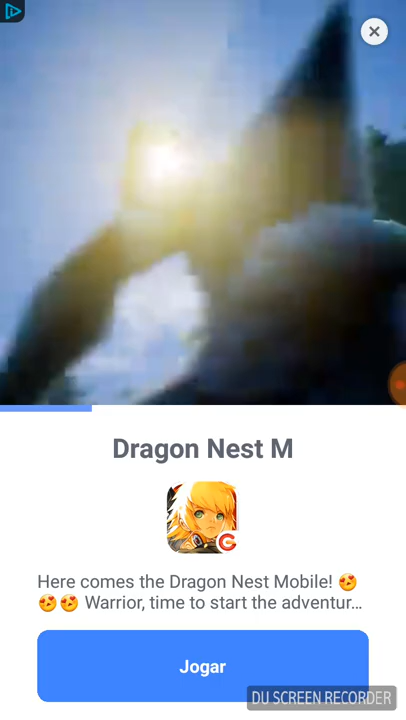 Dragon Nest M
Here comes the Dragon Nest Mobile! 😍
😍😍 Warrior, time to start the adventur...
Jogar
DU SCREEN RECORDER